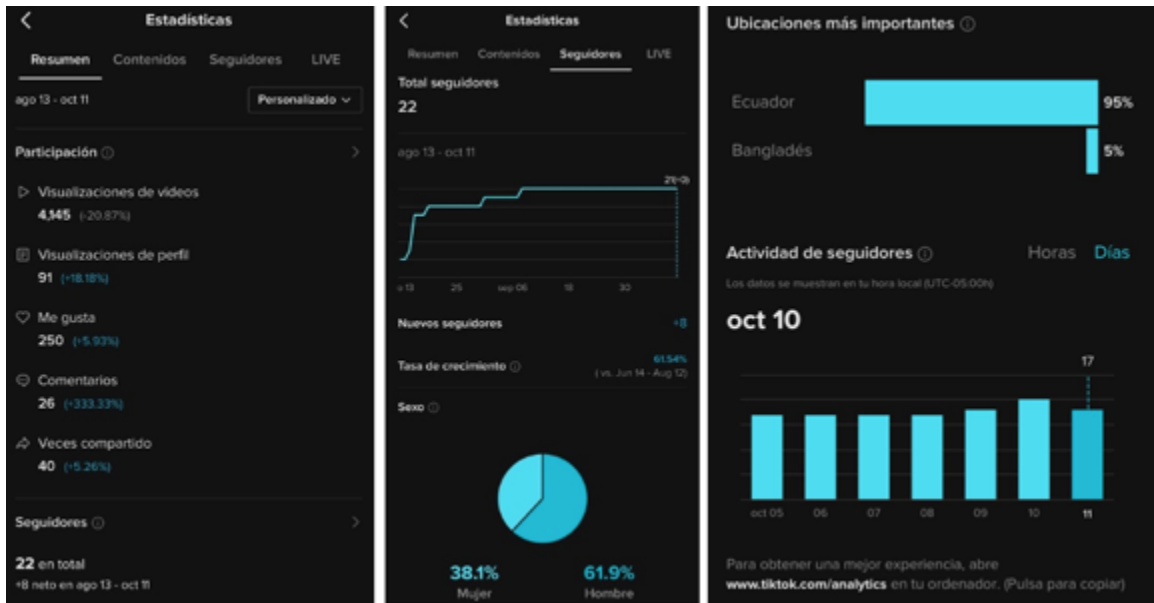 Estadísticas
Resumen Contenidos Seguidores LIVE
ago 13 - oct 11 Personalizado
Participación
Visualizaciones de videos
4,145 (-20.87%)
Visualizaciones de perfil
91 (+18.18%)
Me gusta
250 (+5.93%)
Comentarios
26 (+333.33%)
Veces compartido
40 (+5.26%)
Seguidores
22 en total
+8 neto en ago 13 - oct 11
Estadísticas
Resumen Contenidos Seguidores LIVE
Total seguidores
22
ago 13 - oct 11
25 sep 06 18 30
Nuevos seguidores +8
Tasa de crecimiento 61.54%
(vs. Jun 14 - Aug 12)
Sexo
38.1% 61.9%
Mujer Hombre
Ubicaciones más importantes
Ecuador 95%
Bangladés 5%
Actividad de seguidores Horas Días
Los datos se muestran en tu hora local (UTC-05:00h)
oct 10
17
oct 05 06 07 08 09 10 11
Para obtener una mejor experiencia, abre
www.tiktok.com/analytics en tu ordenador. (Pulsa para copiar)